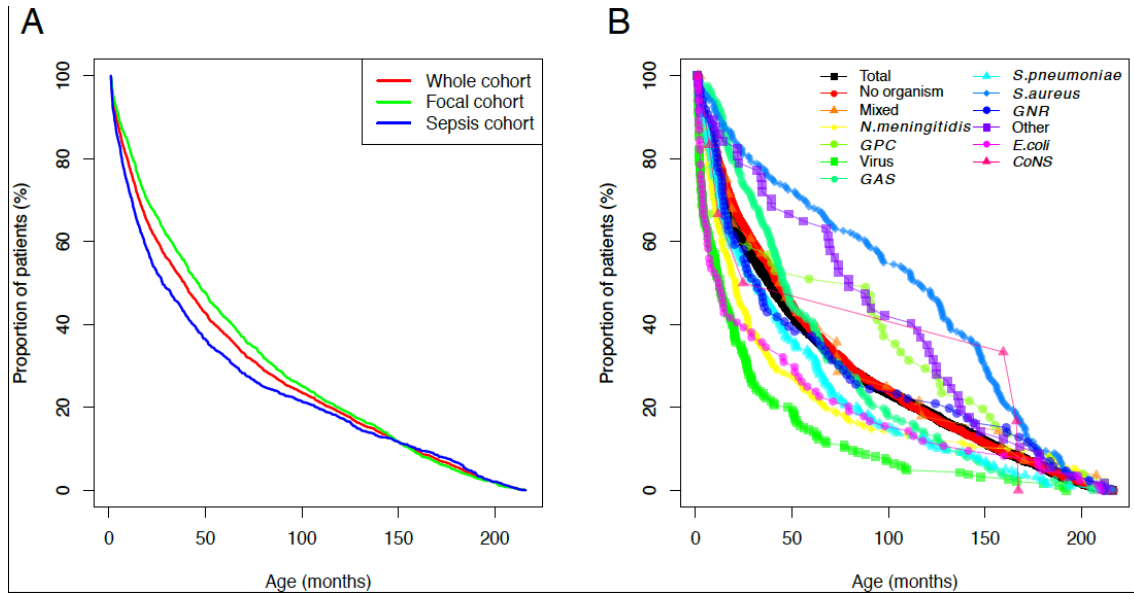 A
Proportion of patients (%)
0 20 40 60 80 100
0 50 100 150 200
Age (months)
Whole cohort
Focal cohort
Sepsis cohort
B
Proportion of patients (%)
0 20 40 60 80 100
0 50 100 150 200
Age (months)
Total
No organism
Mixed
N.meningitidis
GPC
Virus
GAS
S.pneumoniae
S.aureus
GNR
Other
E.coli
CoNS